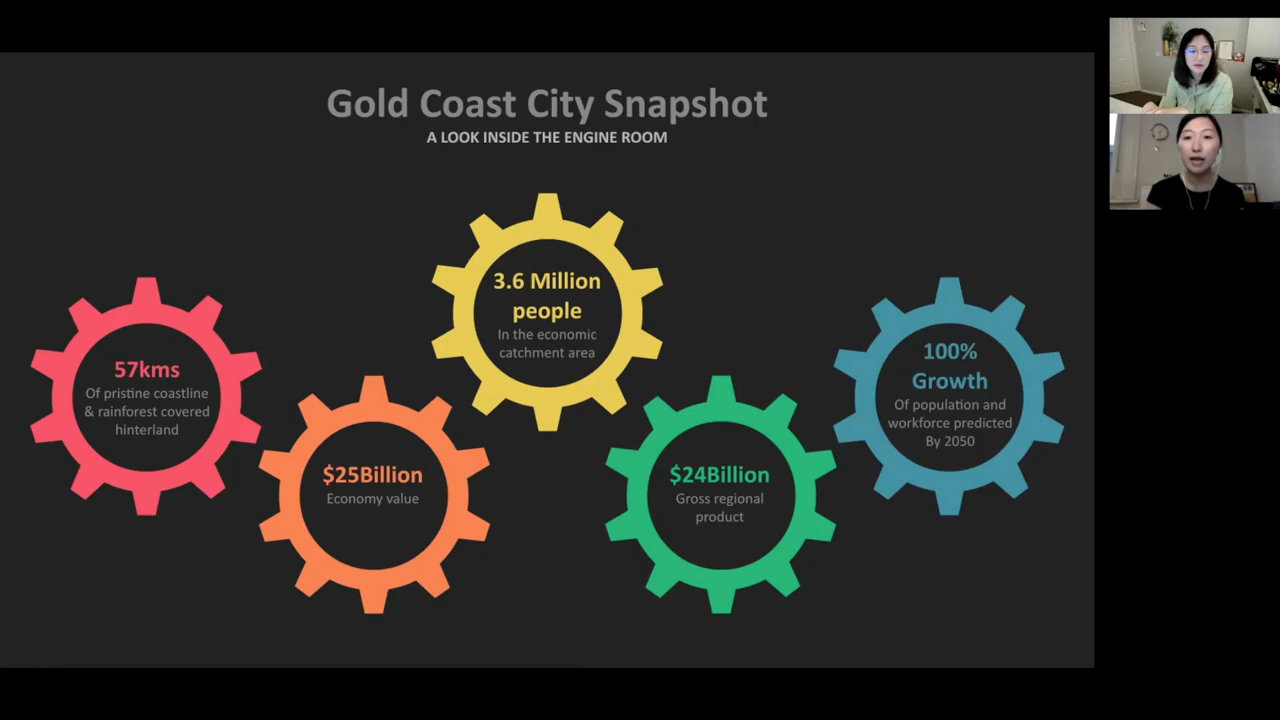 Gold Coast City Snapshot
A LOOK INSIDE THE ENGINE ROOM
57kms
Of pristine coastline
& rainforest covered
hinterland
$25Billion
Economy value
3.6 Million
people
In the economic
catchment area
$24Billion
Gross regional
product
100%
Growth
Of population and
workforce predicted
By 2050